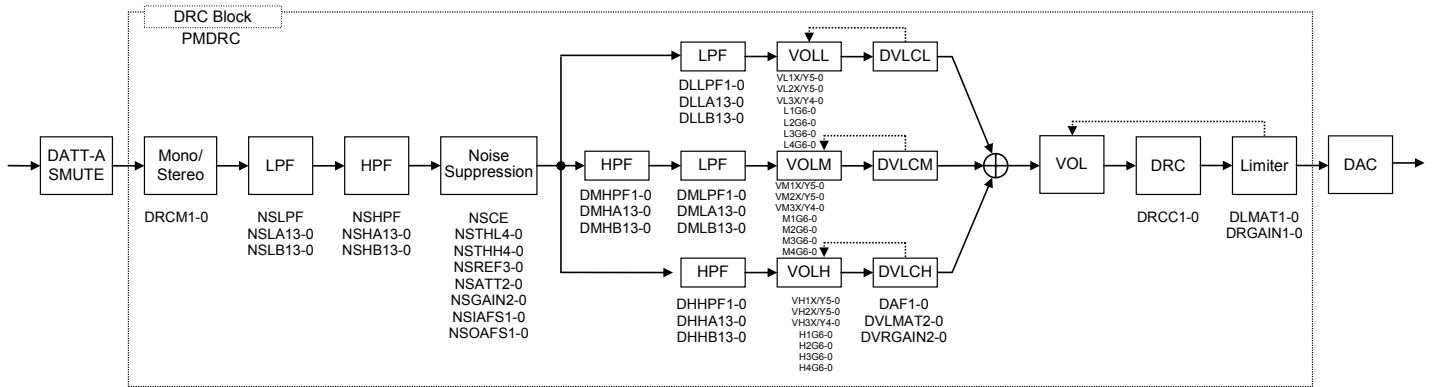 DRC Block
PMDRC
DATT-A
SMUTE
Mono/
Stereo
DRCM1-0
LPF
NSLPF
NSLA13-0
NSLB13-0
HPF
NSHPF
NSHA13-0
NSHB13-0
Noise
Suppression
NSCE
NSTHL4-0
NSTHH4-0
NSREF3-0
NSATT2-0
NSGAIN2-0
NSIAFS1-0
NSOAFS1-0
LPF
DLLPF1-0
DLLA13-0
DLLB13-0
VOLL
VL1X/Y5-0
VL2X/Y5-0
VL3X/Y4-0
L1G6-0
L2G6-0
L3G6-0
L4G6-0
DVLCL
HPF
DMHPF1-0
DMHA13-0
DMHB13-0
LPF
DMLPF1-0
DMLA13-0
DMLB13-0
VOLM
VM1X/Y5-0
VM2X/Y5-0
VM3X/Y4-0
M1G6-0
M2G6-0
M3G6-0
M4G6-0
DVLCM
HPF
DHHPF1-0
DHHA13-0
DHHB13-0
VOLH
VH1X/Y5-0
VH2X/Y5-0
VH3X/Y4-0
H1G6-0
H2G6-0
H3G6-0
H4G6-0
DVLCH
DAF1-0
DVLMAT2-0
DVRGAIN2-0
VOL
DRC
DRCC1-0
Limiter
DLMAT1-0
DRGAIN1-0
DAC